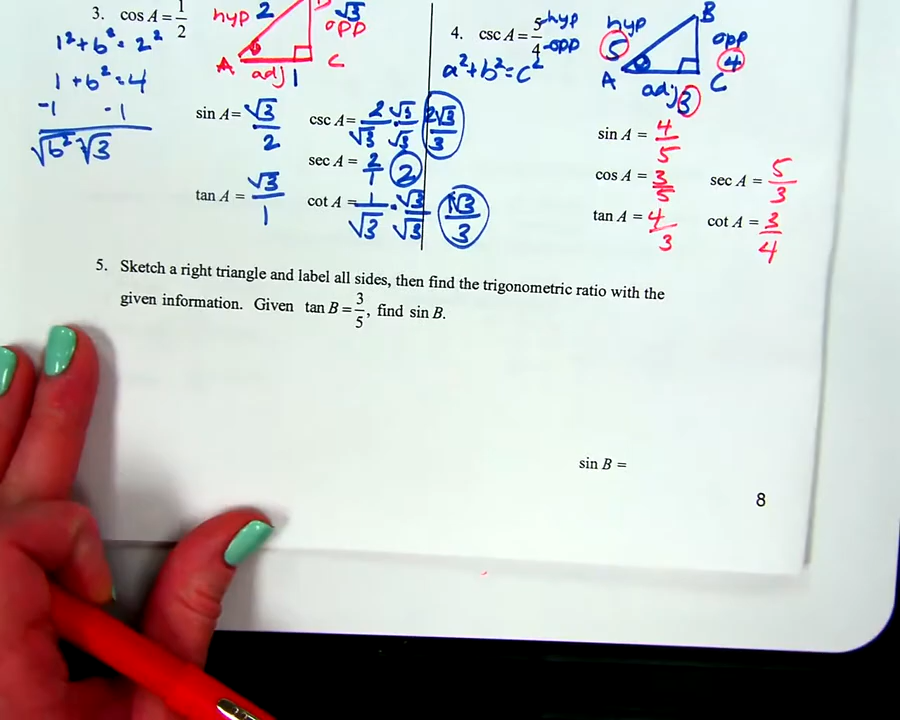 3. cos A = 1/2
1² + b² = 2²
1 + b² = 4
-1 -1
√b² √3
hyp 2
√3
opp
A
adj 1
C
sin A = √3/2
tan A = √3/1
csc A = 2/√3 · √3/√3 2√3/3
sec A = 2/1 2
cot A = 1/√3 · √3/√3 1√3/3
4. csc A = 5/4 -hyp -opp
a² + b² = c²
B
hyp
5
opp
4
A
adj 3
C
sin A = 4/5
cos A = 3/5
tan A = 4/3
sec A = 5/3
cot A = 3/4
5. Sketch a right triangle and label all sides, then find the trigonometric ratio with the
given information. Given tan B = 3/5, find sin B.
sin B =
8